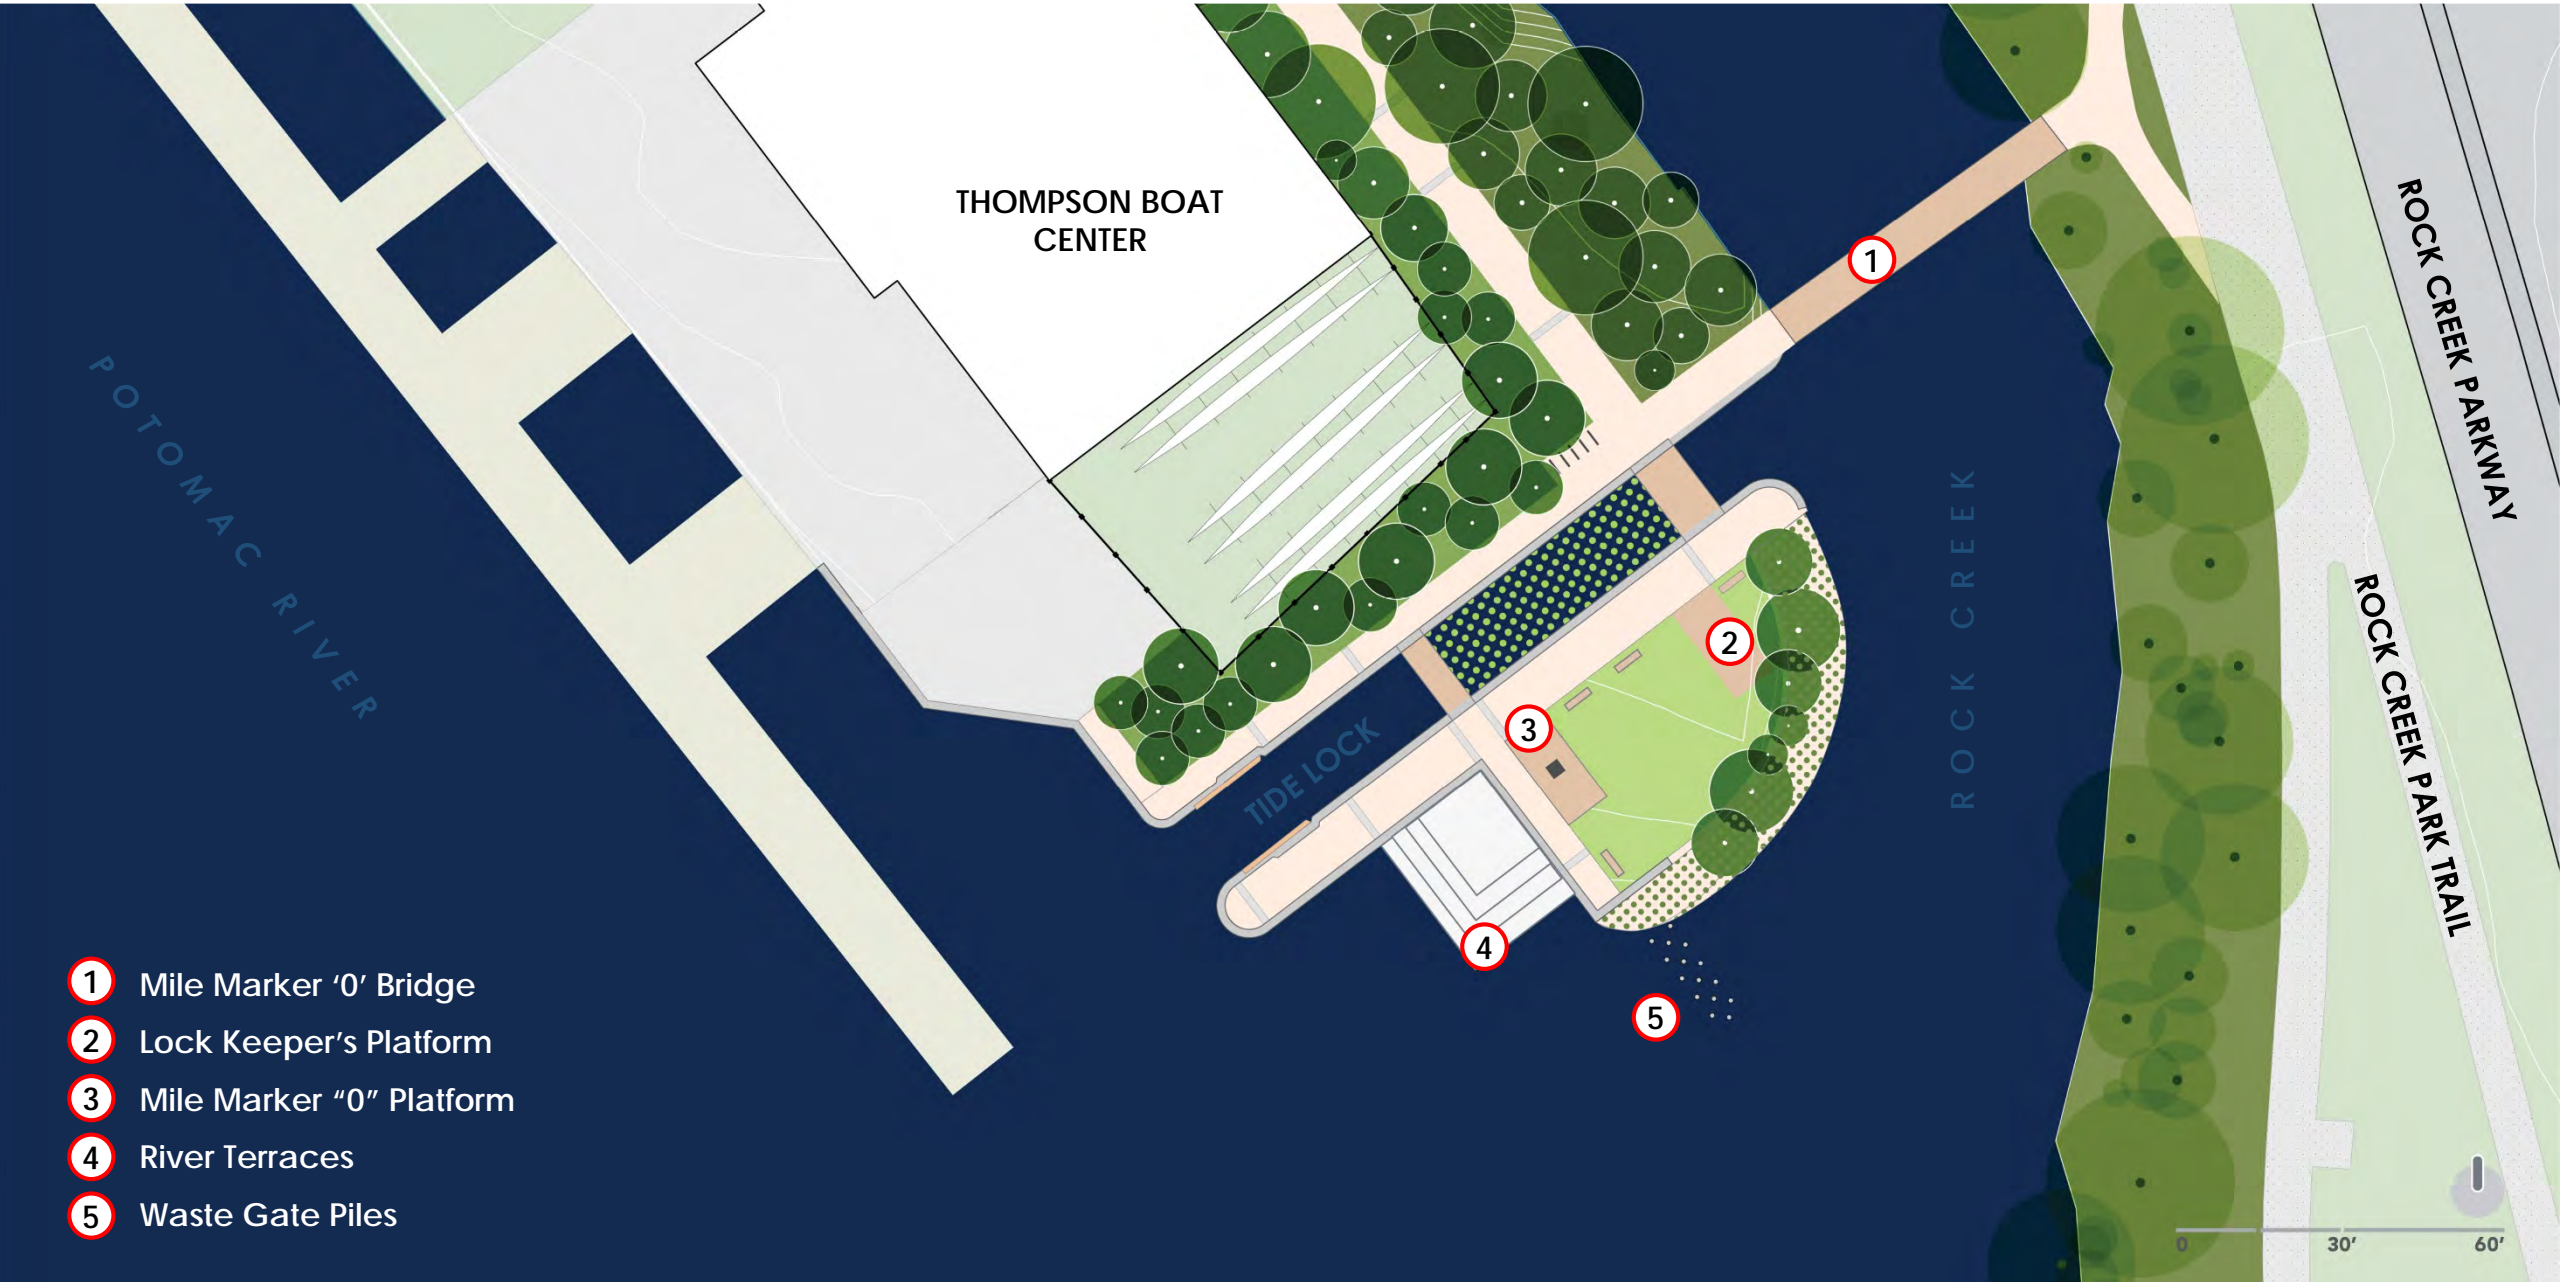 THOMPSON BOAT
CENTER
POTOMAC RIVER
ROCK CREEK
ROCK CREEK PARKWAY
ROCK CREEK PARK TRAIL
TIDE LOCK
1
2
3
4
5
1 Mile Marker ‘0’ Bridge
2 Lock Keeper’s Platform
3 Mile Marker “0” Platform
4 River Terraces
5 Waste Gate Piles
0 30’ 60’